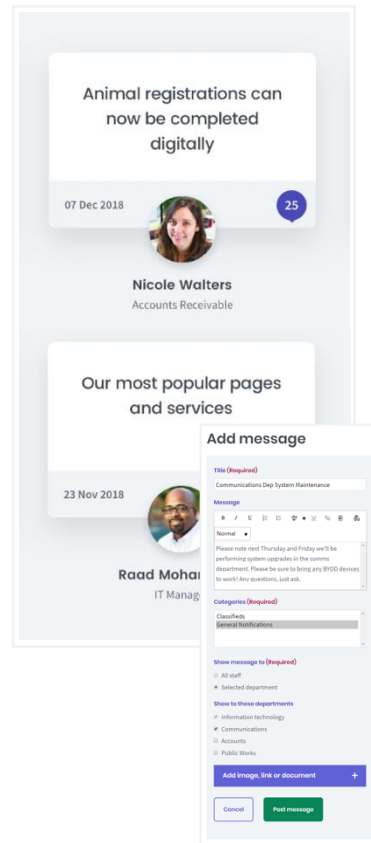 Animal registrations can
now be completed
digitally
07 Dec 2018
25
Nicole Walters
Accounts Receivable
Our most popular pages
and services
23 Nov 2018
Raad
IT
Add message
Title (Required)
Communications Dep System Maintenance
Message
B I U
Normal
Please note next Thursday and Friday we'll be
performing system upgrades in the comms
department. Please be sure to bring any BYOD devices
to work! Any questions, just ask.
Categories (Required)
Classifieds
General Notifications
Show message to (Required)
All staff
Selected department
Show to these departments
Information technology
Communications
Accounts
Public Works
Add image, link or document +
Cancel
Post message